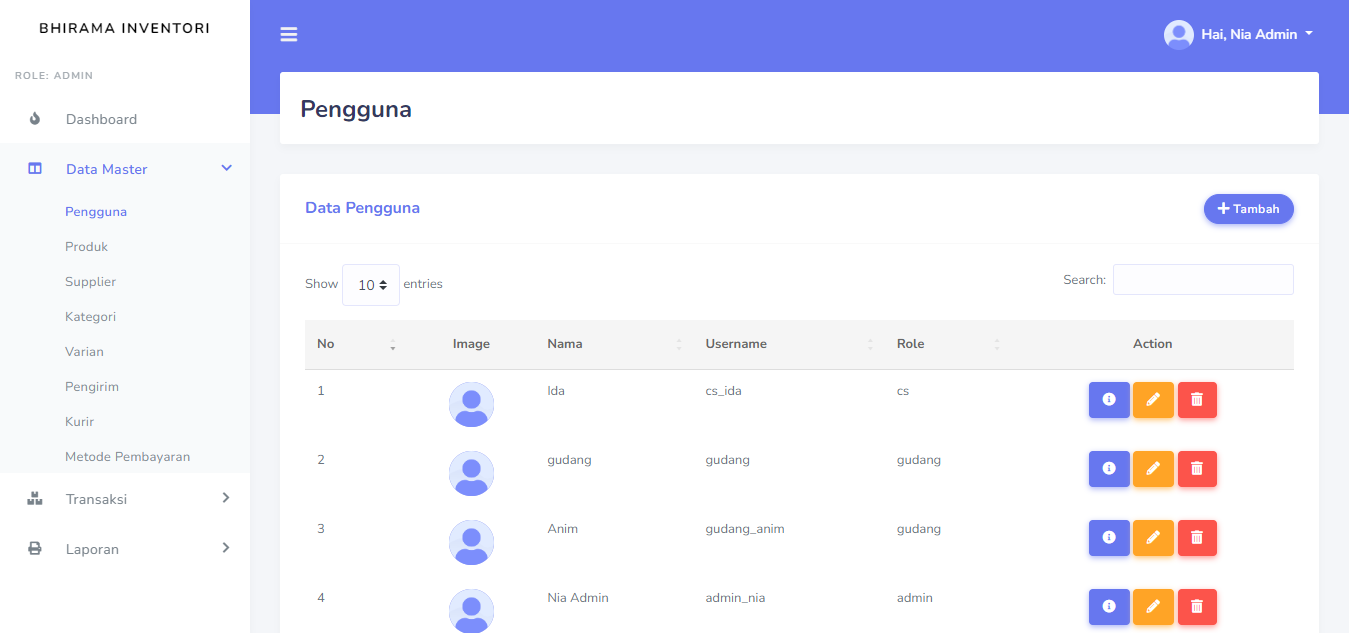 BHIRAMA INVENTORI
Hai, Nia Admin
ROLE: ADMIN
Dashboard
Data Master
Pengguna
Produk
Supplier
Kategori
Varian
Pengirim
Kurir
Metode Pembayaran
Transaksi
Laporan
Pengguna
Data Pengguna
Tambah
Show 10 entries
Search:
No Image Nama Username Role Action
1 Ida cs_ida cs
2 gudang gudang gudang
3 Anim gudang_anim gudang
4 Nia Admin admin_nia admin